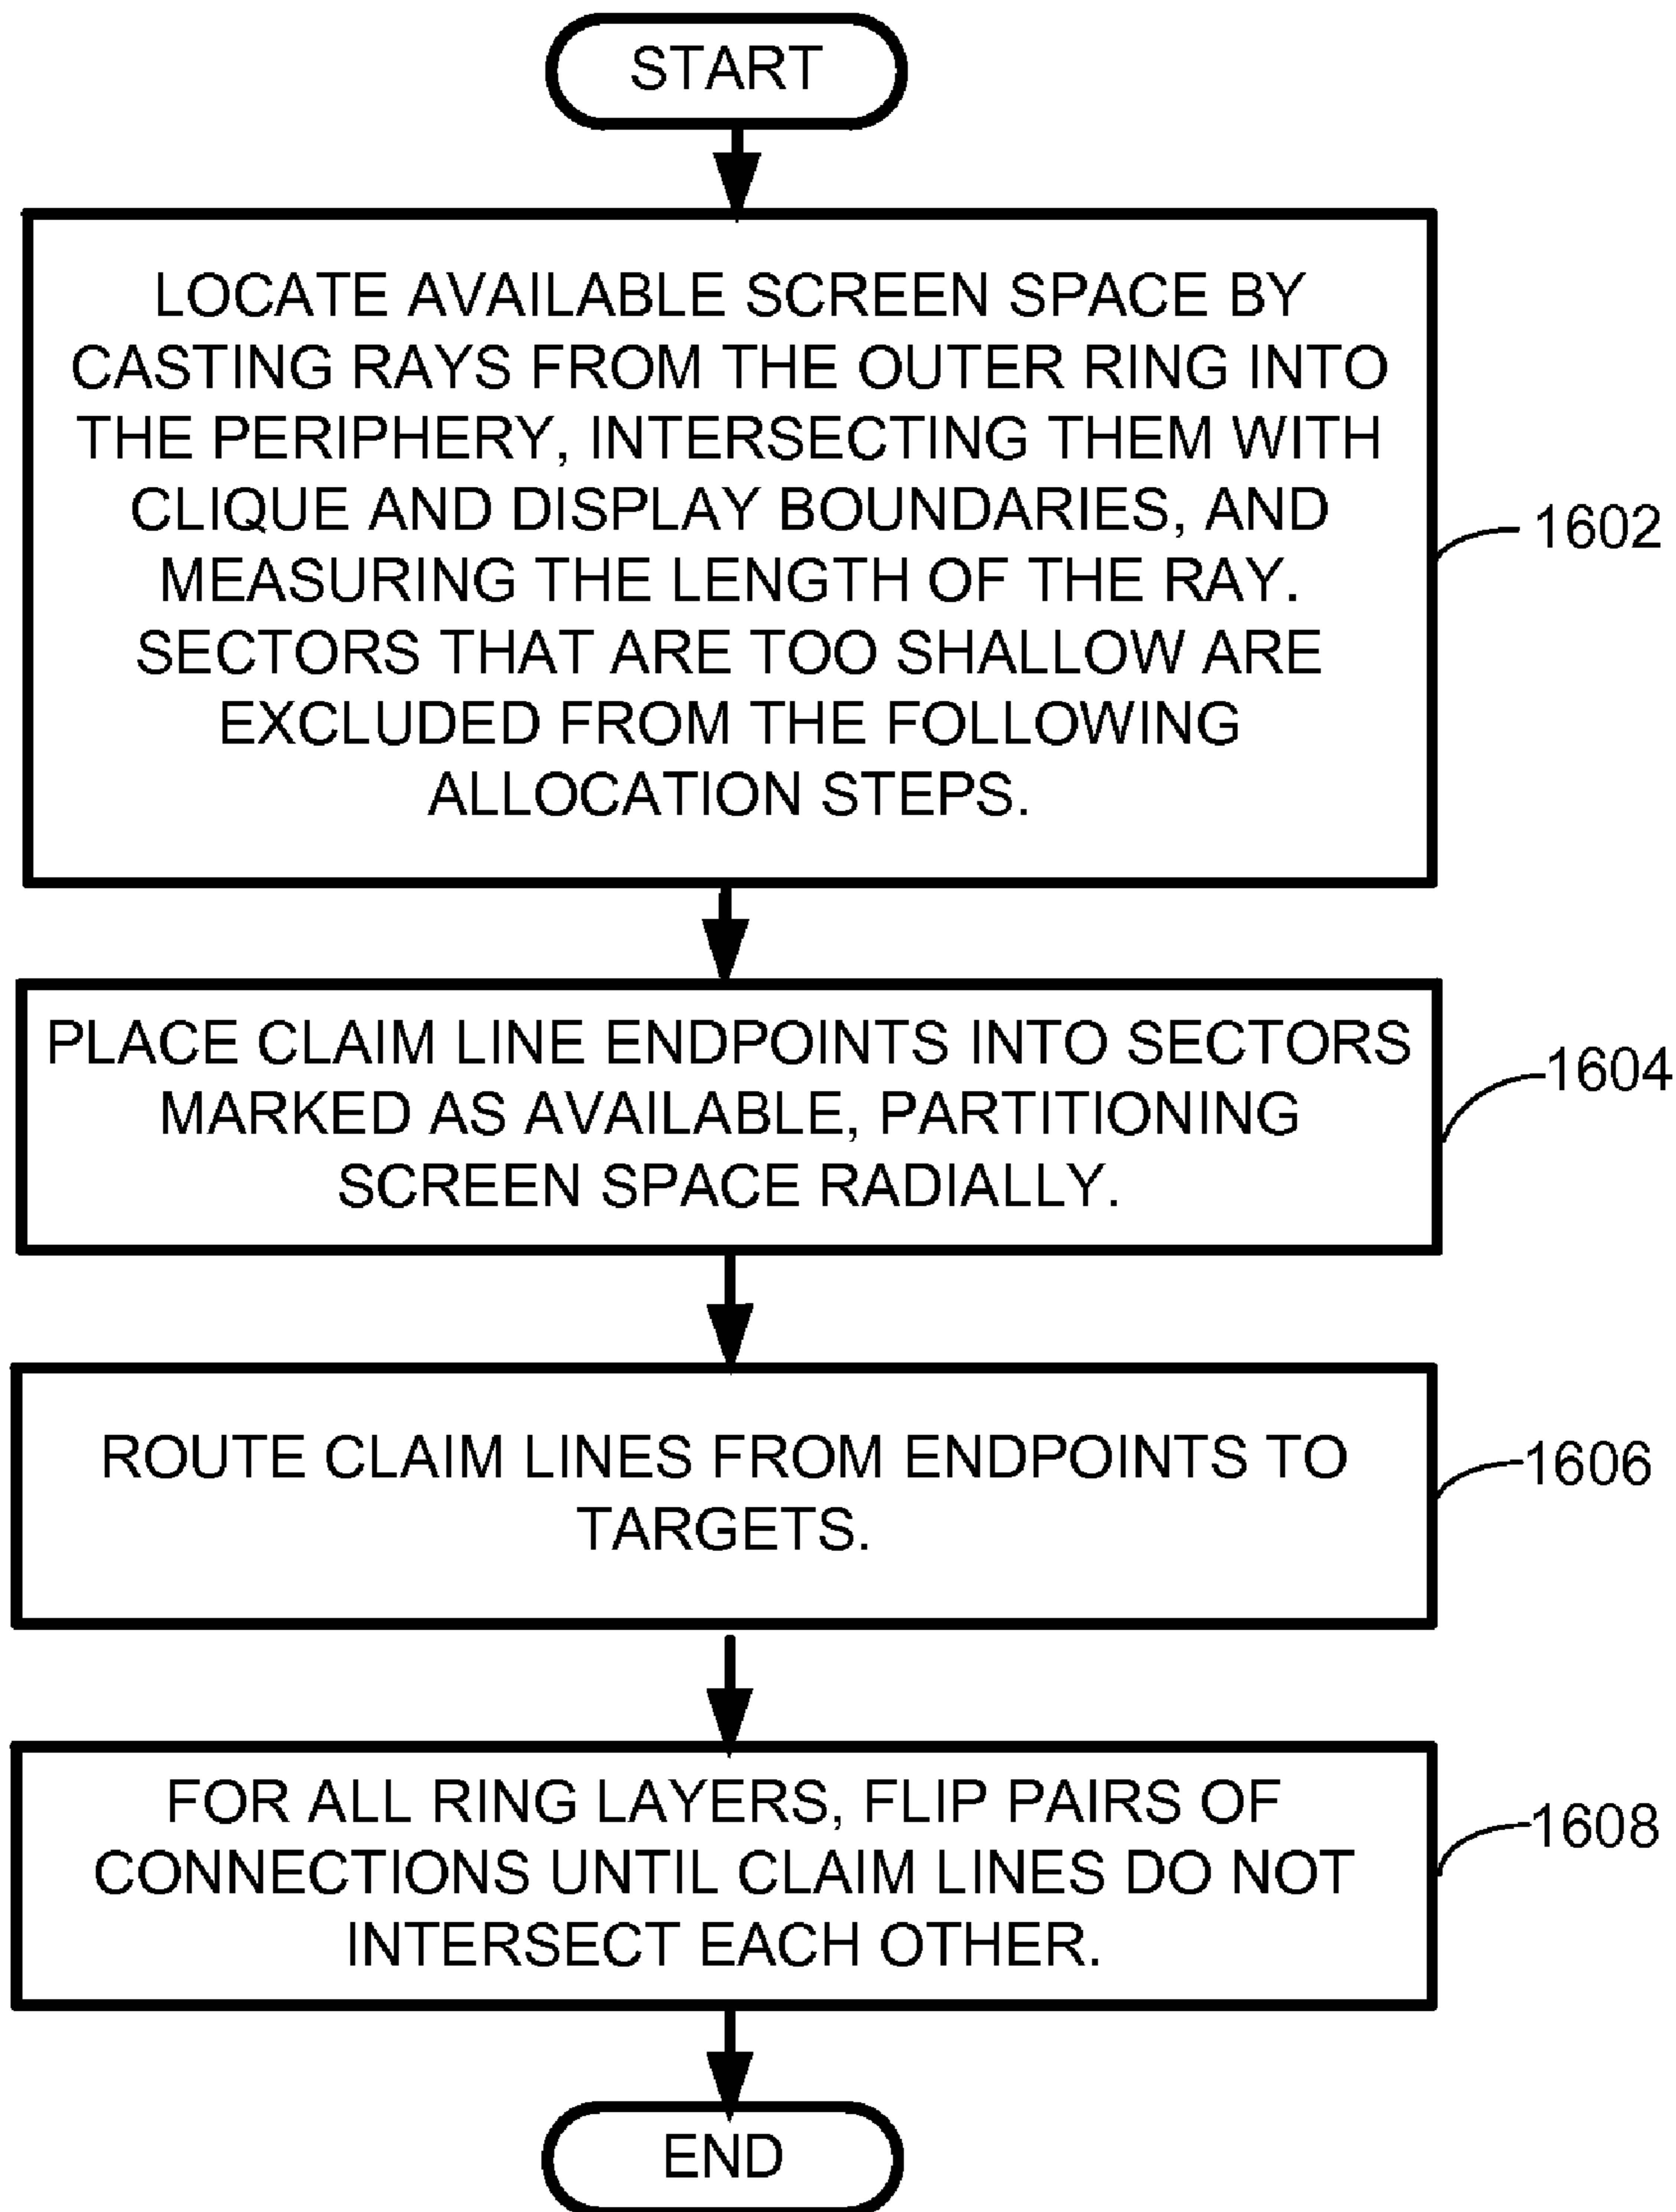 START
LOCATE AVAILABLE SCREEN SPACE BY
CASTING RAYS FROM THE OUTER RING INTO
THE PERIPHERY, INTERSECTING THEM WITH
CLIQUE AND DISPLAY BOUNDARIES, AND
MEASURING THE LENGTH OF THE RAY.
SECTORS THAT ARE TOO SHALLOW ARE
EXCLUDED FROM THE FOLLOWING
ALLOCATION STEPS.
1602
PLACE CLAIM LINE ENDPOINTS INTO SECTORS
MARKED AS AVAILABLE, PARTITIONING
SCREEN SPACE RADIALLY.
1604
ROUTE CLAIM LINES FROM ENDPOINTS TO
TARGETS.
1606
FOR ALL RING LAYERS, FLIP PAIRS OF
CONNECTIONS UNTIL CLAIM LINES DO NOT
INTERSECT EACH OTHER.
1608
END